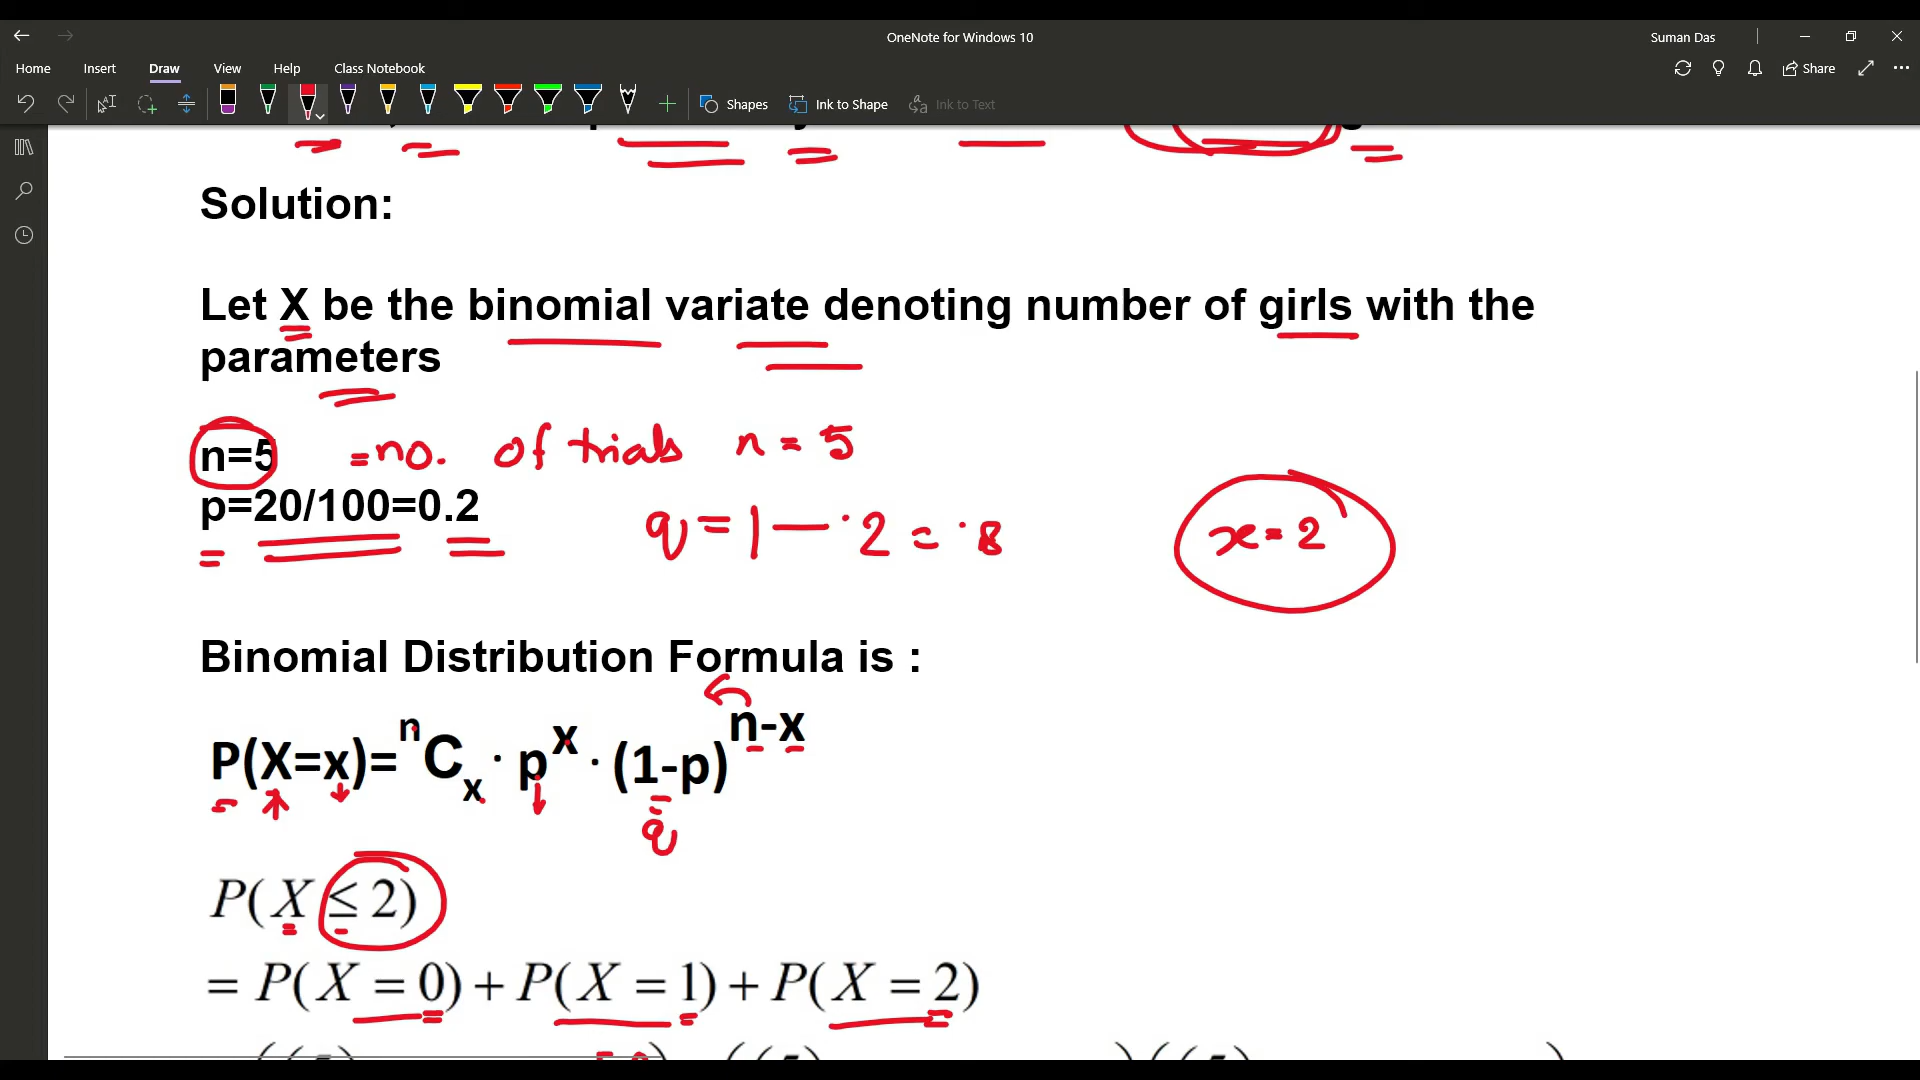 OneNote for Windows 10
Suman Das
Home Insert Draw View Help Class Notebook
Share
Shapes Ink to Shape Ink to Text
Solution:
Let X be the binomial variate denoting number of girls with the
parameters
n=5 =no. of trials n = 5
p=20/100=0.2 q = 1 — .2 = .8 x = 2
Binomial Distribution Formula is :
P(X=x)=ⁿCₓ · pˣ · (1-p)ⁿ⁻ˣ
q
P(X ≤ 2)
= P(X = 0) + P(X = 1) + P(X = 2)